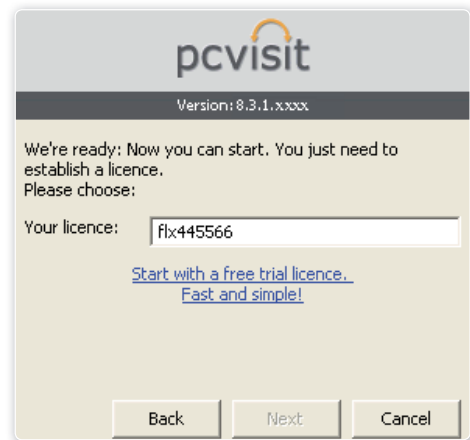 pcvisit
Version: 8.3.1.xxxx
We're ready: Now you can start. You just need to
establish a licence.
Please choose:
Your licence: flx445566
Start with a free trial licence.
Fast and simple!
Back Next Cancel